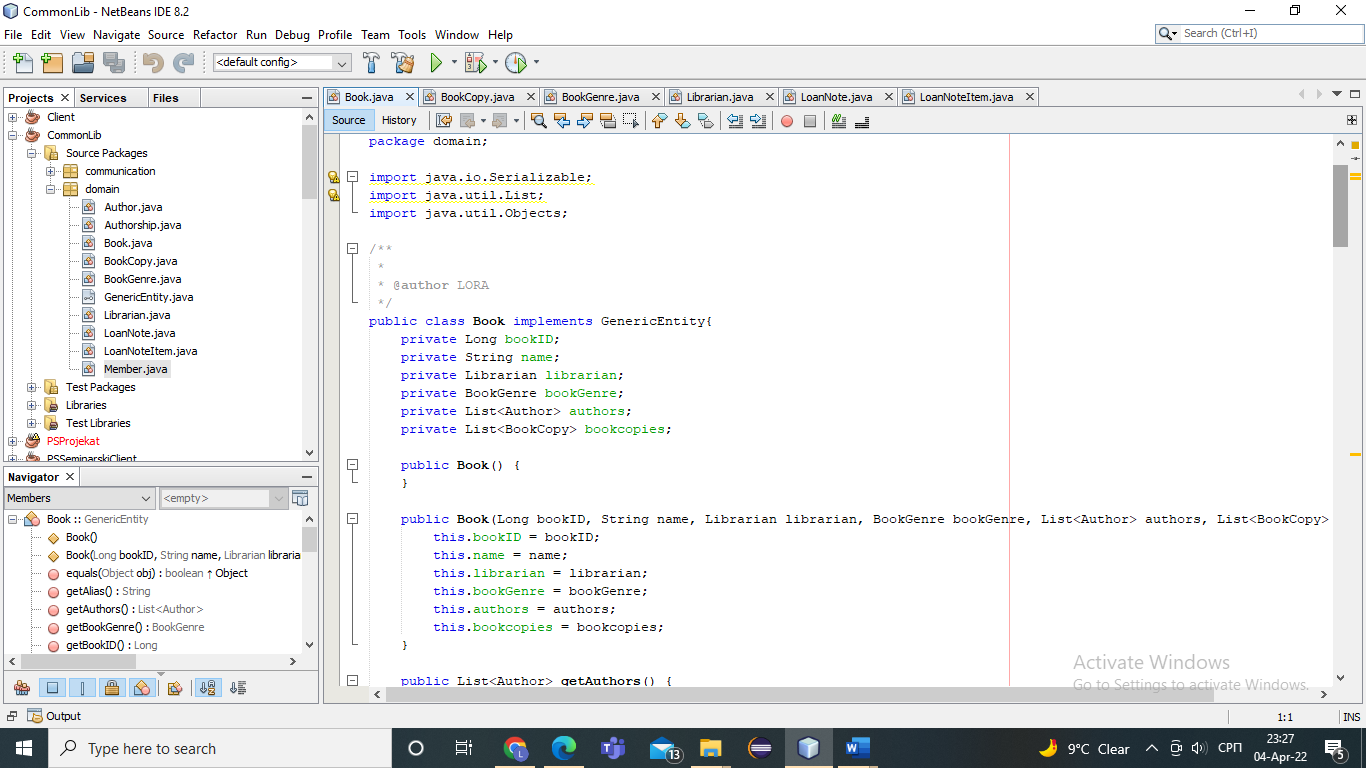 CommonLib - NetBeans IDE 8.2
File Edit View Navigate Source Refactor Run Debug Profile Team Tools Window Help
Search (Ctrl+I)
<default config>
Projects Services Files
Client
CommonLib
Source Packages
communication
domain
Author.java
Authorship.java
Book.java
BookCopy.java
BookGenre.java
GenericEntity.java
Librarian.java
LoanNote.java
LoanNoteItem.java
Member.java
Test Packages
Libraries
Test Libraries
PSProjekat
PSSeminarskiClient
Navigator
Members <empty>
Book :: GenericEntity
Book()
Book(Long bookID, String name, Librarian libraria
equals(Object obj) : boolean ↑ Object
getAlias() : String
getAuthors() : List<Author>
getBookGenre() : BookGenre
getBookID() : Long
Book.java BookCopy.java BookGenre.java Librarian.java LoanNote.java LoanNoteItem.java
Source History
package domain;
import java.io.Serializable;
import java.util.List;
import java.util.Objects;
/**
*
* @author LORA
*/
public class Book implements GenericEntity{
private Long bookID;
private String name;
private Librarian librarian;
private BookGenre bookGenre;
private List<Author> authors;
private List<BookCopy> bookcopies;
public Book() {
}
public Book(Long bookID, String name, Librarian librarian, BookGenre bookGenre, List<Author> authors, List<BookCopy>
this.bookID = bookID;
this.name = name;
this.librarian = librarian;
this.bookGenre = bookGenre;
this.authors = authors;
this.bookcopies = bookcopies;
}
public List<Author> getAuthors() {
Activate Windows
Go to Settings to activate Windows.
Output
1:1 INS
Type here to search
13
9°C Clear
СРП
23:27
04-Apr-22
5